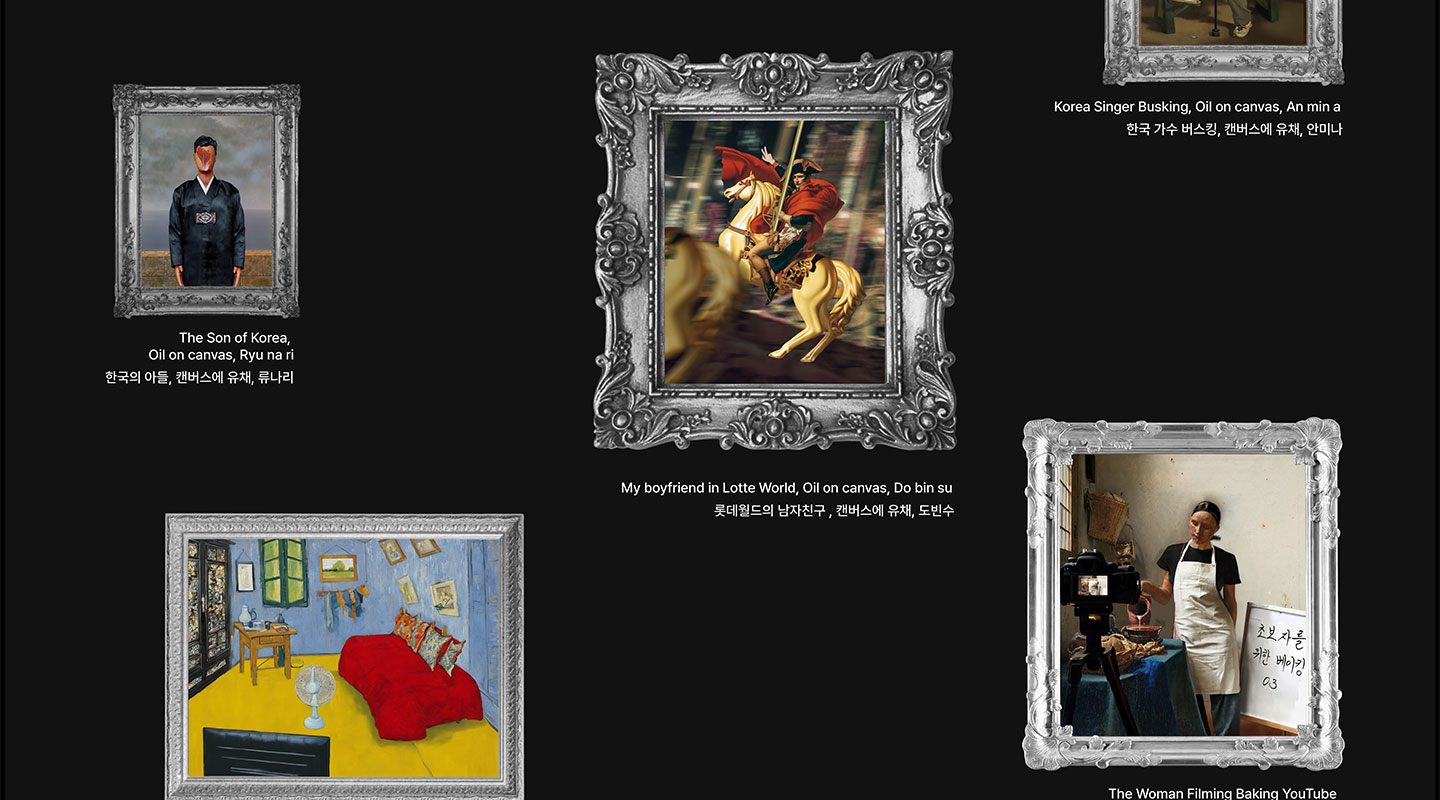 Korea Singer Busking, Oil on canvas, An min a
한국 가수 버스킹, 캔버스에 유채, 안미나
The Son of Korea,
Oil on canvas, Ryu na ri
한국의 아들, 캔버스에 유채, 류나리
My boyfriend in Lotte World, Oil on canvas, Do bin su
롯데월드의 남자친구 , 캔버스에 유채, 도빈수
초보자를
위한 베이킹
03
The Woman Filming Baking YouTube